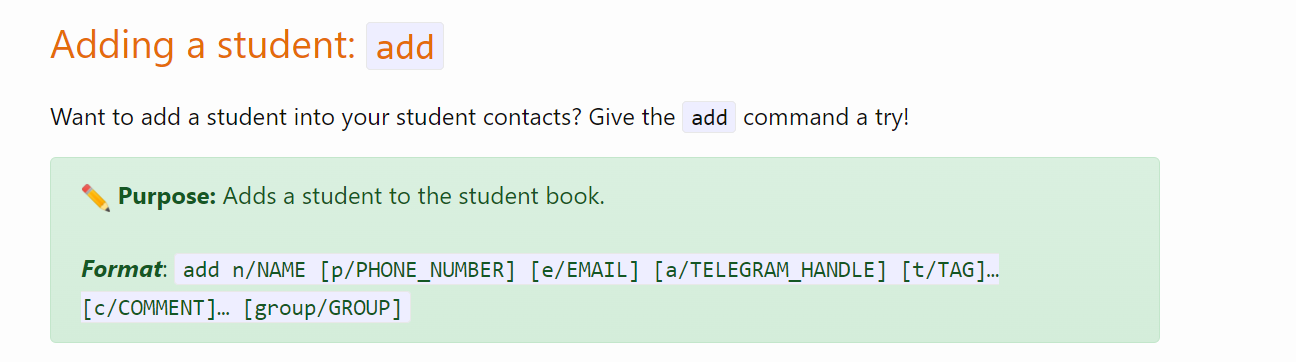 Adding a student: add
Want to add a student into your student contacts? Give the add command a try!
✏️ Purpose: Adds a student to the student book.
Format: add n/NAME [p/PHONE_NUMBER] [e/EMAIL] [a/TELEGRAM_HANDLE] [t/TAG]…
[c/COMMENT]… [group/GROUP]